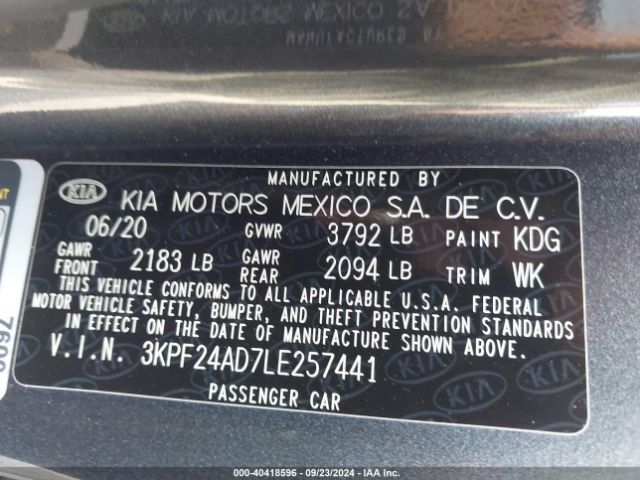 KIA
MANUFACTURED BY
KIA MOTORS MEXICO S.A. DE C.V.
06/20 GVWR 3792 LB PAINT KDG
GAWR FRONT 2183 LB GAWR REAR 2094 LB TRIM WK
THIS VEHICLE CONFORMS TO ALL APPLICABLE U.S.A. FEDERAL
MOTOR VEHICLE SAFETY, BUMPER, AND THEFT PREVENTION STANDARDS
IN EFFECT ON THE DATE OF MANUFACTURE SHOWN ABOVE.
V.I.N. 3KPF24AD7LE257441
PASSENGER CAR
000-40418596 - 09/23/2024 - IAA Inc.